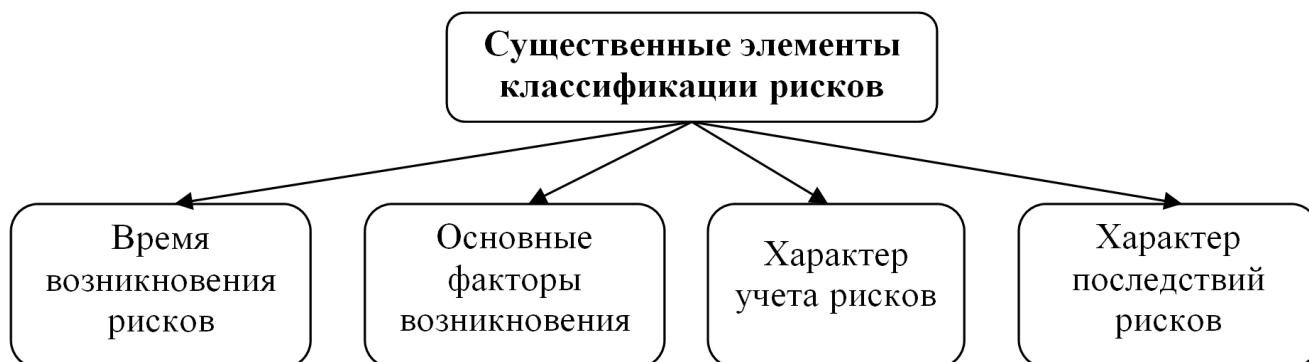 Существенные элементы
классификации рисков
Время
возникновения
рисков
Основные
факторы
возникновения
Характер
учета рисков
Характер
последствий
рисков